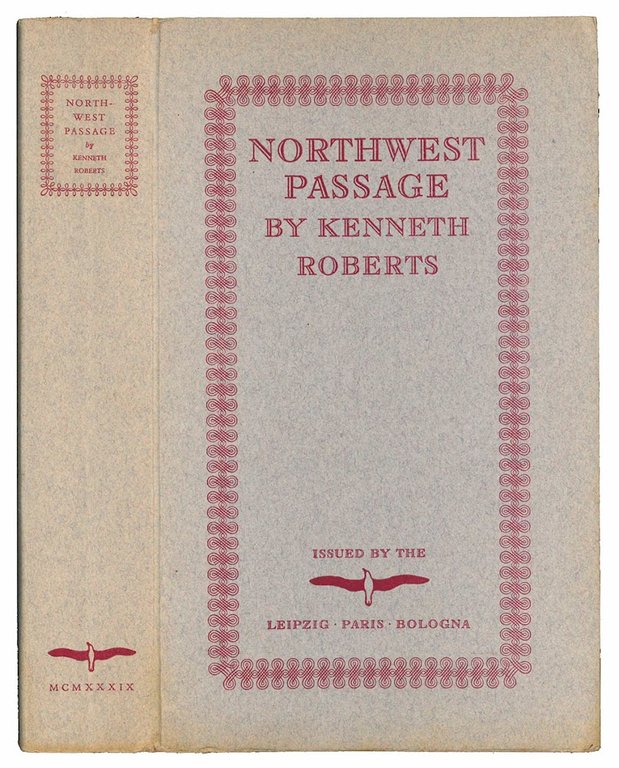 NORTH-
WEST
PASSAGE
by
KENNETH
ROBERTS
MCMXXXIX
NORTHWEST
PASSAGE
BY KENNETH
ROBERTS
ISSUED BY THE
LEIPZIG · PARIS · BOLOGNA